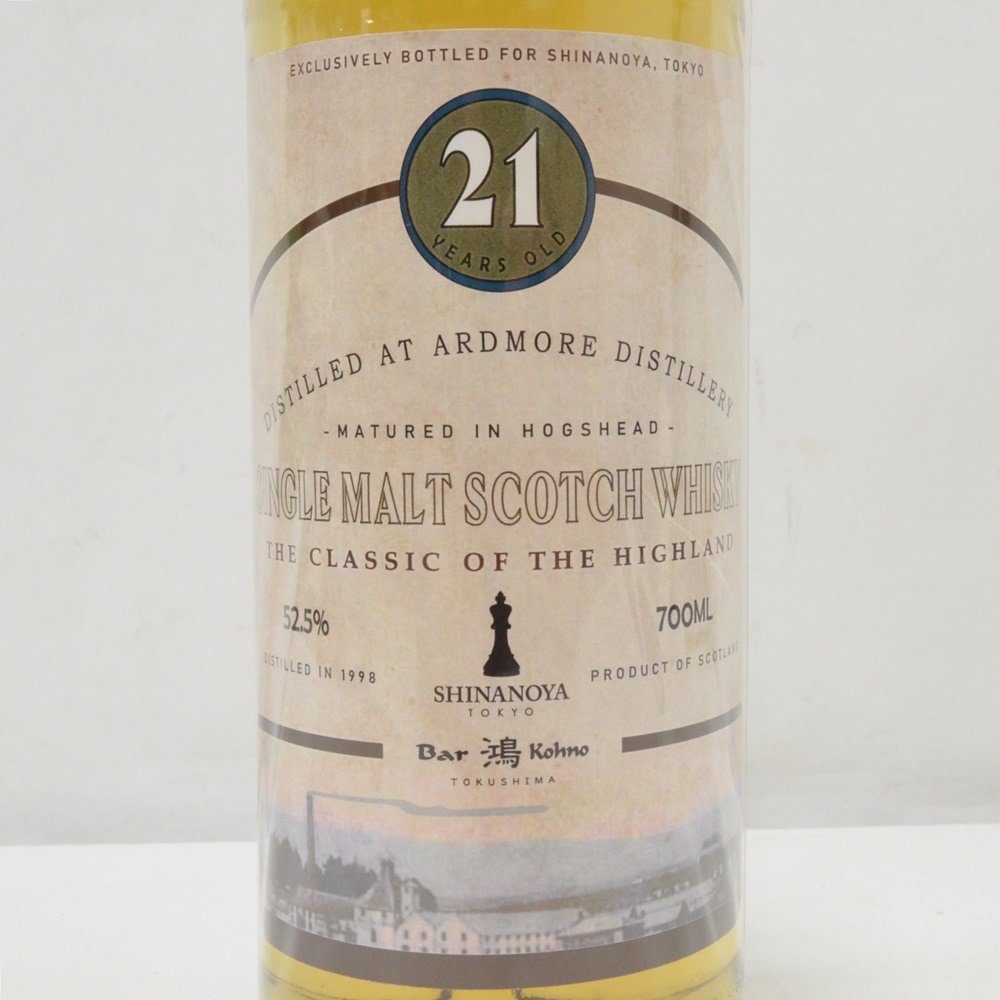 EXCLUSIVELY BOTTLED FOR SHINANOYA, TOKYO
21
YEARS OLD
DISTILLED AT ARDMORE DISTILLERY
- MATURED IN HOGSHEAD -
SINGLE MALT SCOTCH WHISKY
THE CLASSIC OF THE HIGHLAND
52.5%
700ML
DISTILLED IN 1998
PRODUCT OF SCOTLAND
SHINANOYA
TOKYO
Bar 鴻 Kohno
TOKUSHIMA